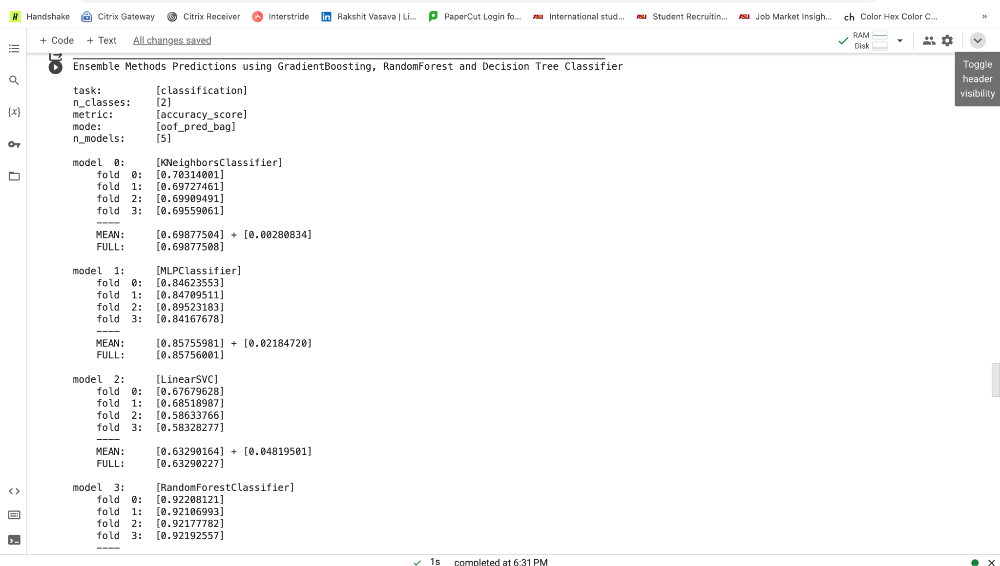 Handshake Citrix Gateway Citrix Receiver Interstride Rakshit Vasava | Li... PaperCut Login fo... ASU International stud... ASU Student Recruitin... ASU Job Market Insigh... ch Color Hex Color C... »
+ Code + Text All changes saved RAM Disk
Toggle
header
visibility
Ensemble Methods Predictions using GradientBoosting, RandomForest and Decision Tree Classifier
task: [classification]
n_classes: [2]
metric: [accuracy_score]
mode: [oof_pred_bag]
n_models: [5]
model 0: [KNeighborsClassifier]
fold 0: [0.70314001]
fold 1: [0.69727461]
fold 2: [0.69909491]
fold 3: [0.69559061]
----
MEAN: [0.69877504] + [0.00280834]
FULL: [0.69877508]
model 1: [MLPClassifier]
fold 0: [0.84623553]
fold 1: [0.84709511]
fold 2: [0.89523183]
fold 3: [0.84167678]
----
MEAN: [0.85755981] + [0.02184720]
FULL: [0.85756001]
model 2: [LinearSVC]
fold 0: [0.67679628]
fold 1: [0.68518987]
fold 2: [0.58633766]
fold 3: [0.58328277]
----
MEAN: [0.63290164] + [0.04819501]
FULL: [0.63290227]
model 3: [RandomForestClassifier]
fold 0: [0.92208121]
fold 1: [0.92106993]
fold 2: [0.92177782]
fold 3: [0.92192557]
----
1s completed at 6:31 PM